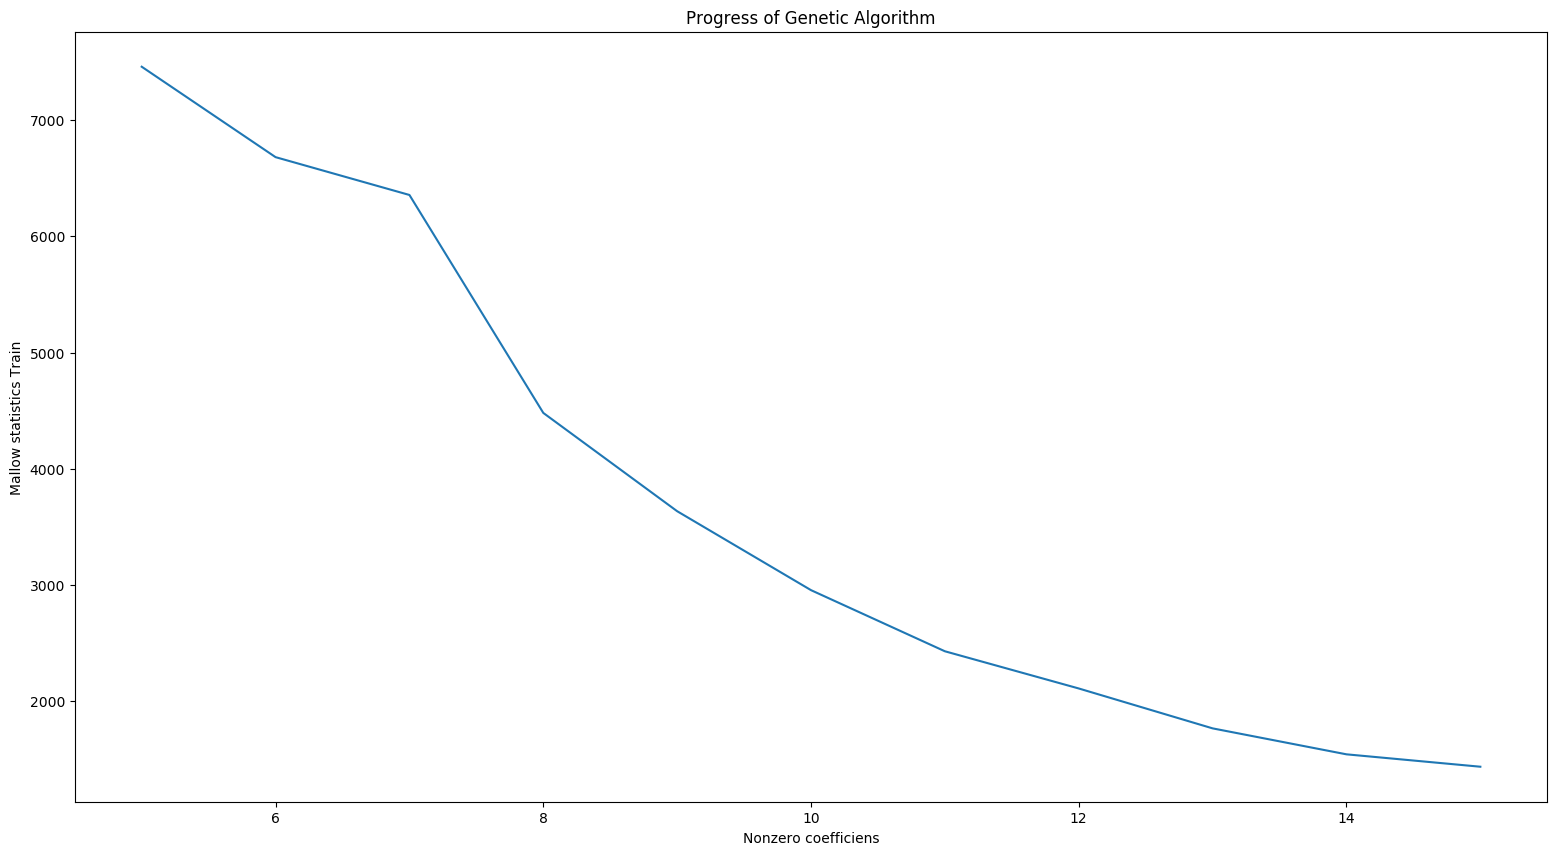 Progress of Genetic Algorithm
7000
6000
5000
4000
3000
2000
Mallow statistics Train
6 8 10 12 14
Nonzero coefficiens